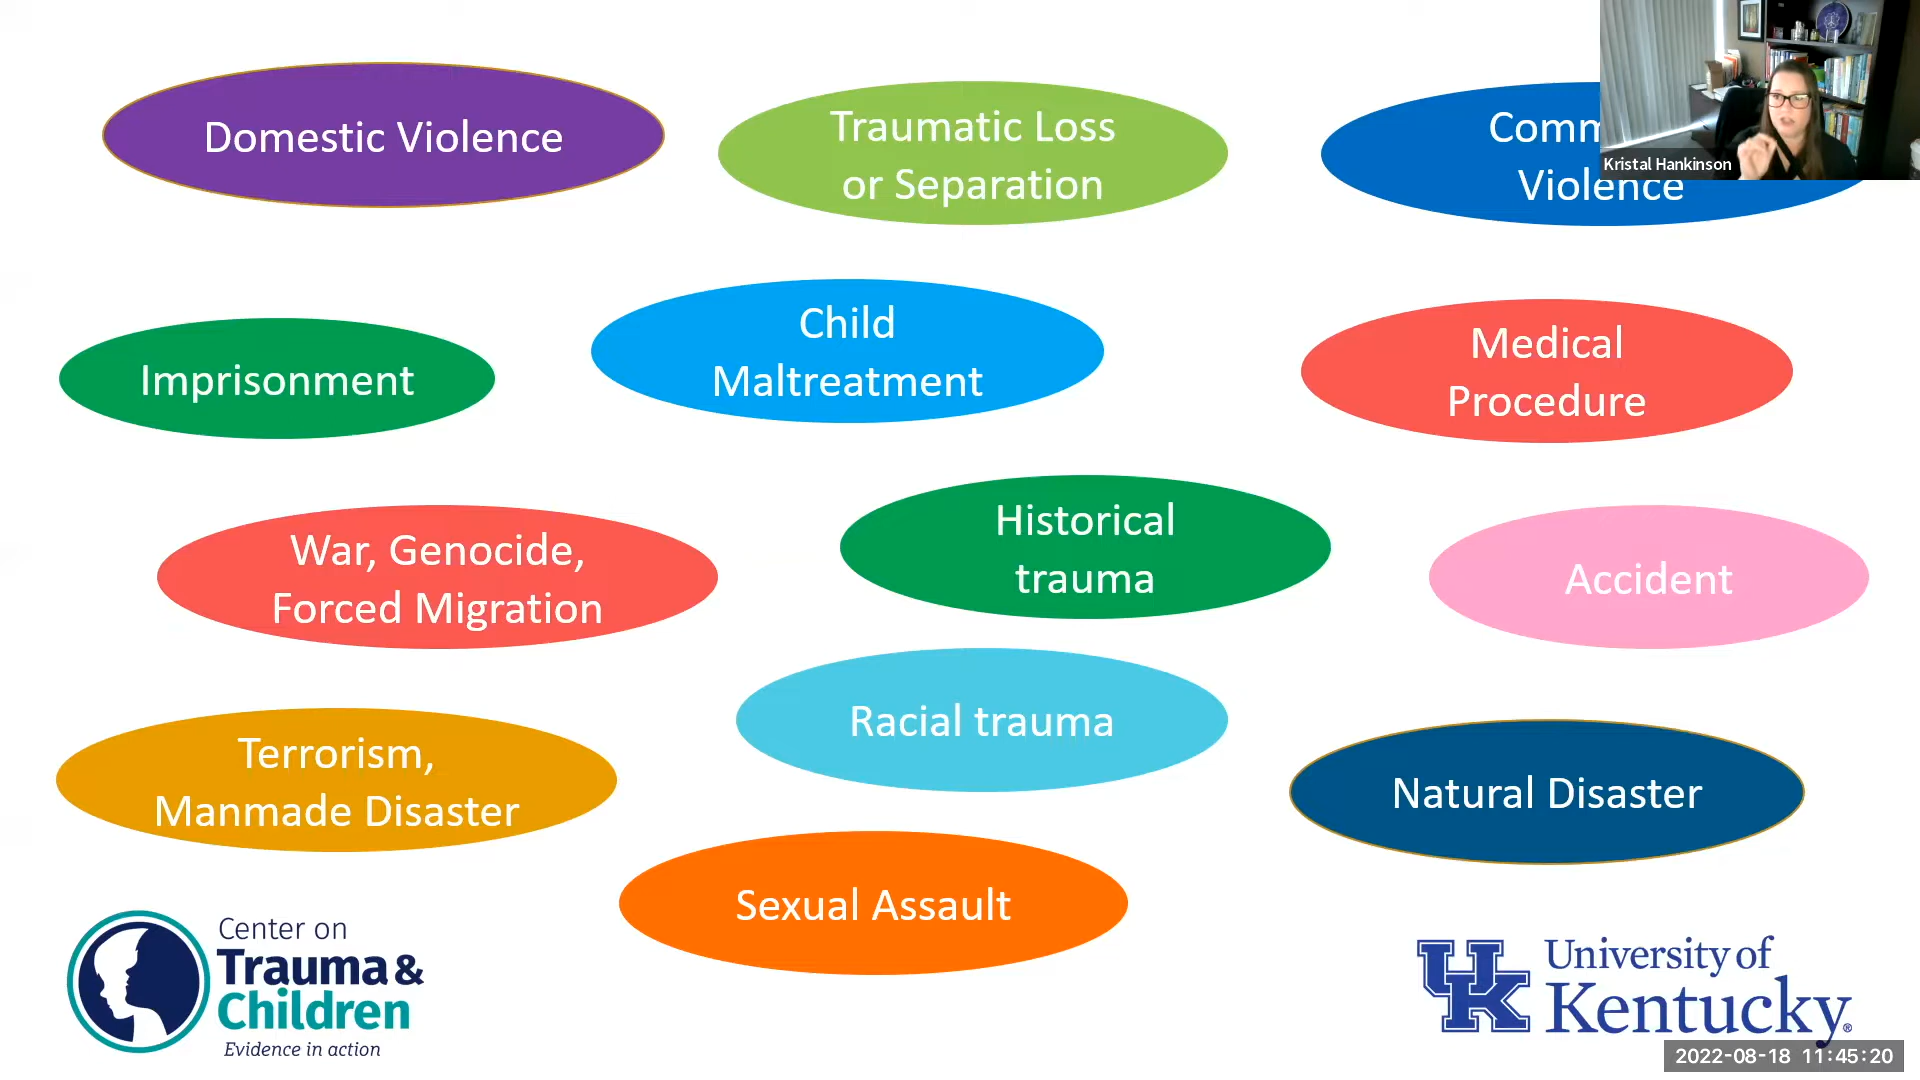 Domestic Violence
Traumatic Loss
or Separation
Comm
Violence
Kristal Hankinson
Imprisonment
Child
Maltreatment
Medical
Procedure
War, Genocide,
Forced Migration
Historical
trauma
Accident
Terrorism,
Manmade Disaster
Racial trauma
Natural Disaster
Sexual Assault
Center on
Trauma &
Children
Evidence in action
UK
University of
Kentucky®
2022-08-18 11:45:20